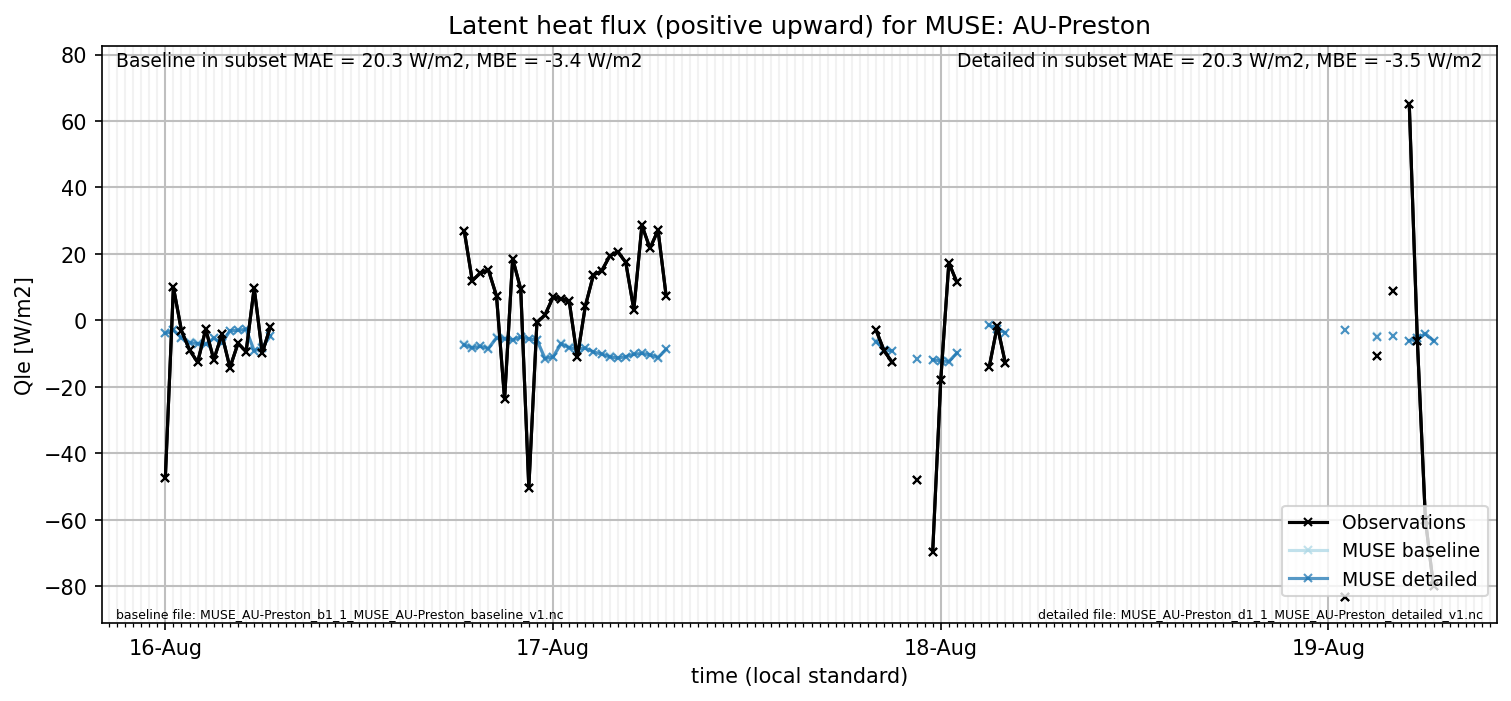 Latent heat flux (positive upward) for MUSE: AU-Preston
Baseline in subset MAE = 20.3 W/m2, MBE = -3.4 W/m2
Detailed in subset MAE = 20.3 W/m2, MBE = -3.5 W/m2
80
60
40
20
0
−20
−40
−60
−80
Qle [W/m2]
Observations
MUSE baseline
MUSE detailed
baseline file: MUSE_AU-Preston_b1_1_MUSE_AU-Preston_baseline_v1.nc
detailed file: MUSE_AU-Preston_d1_1_MUSE_AU-Preston_detailed_v1.nc
16-Aug
17-Aug
18-Aug
19-Aug
time (local standard)